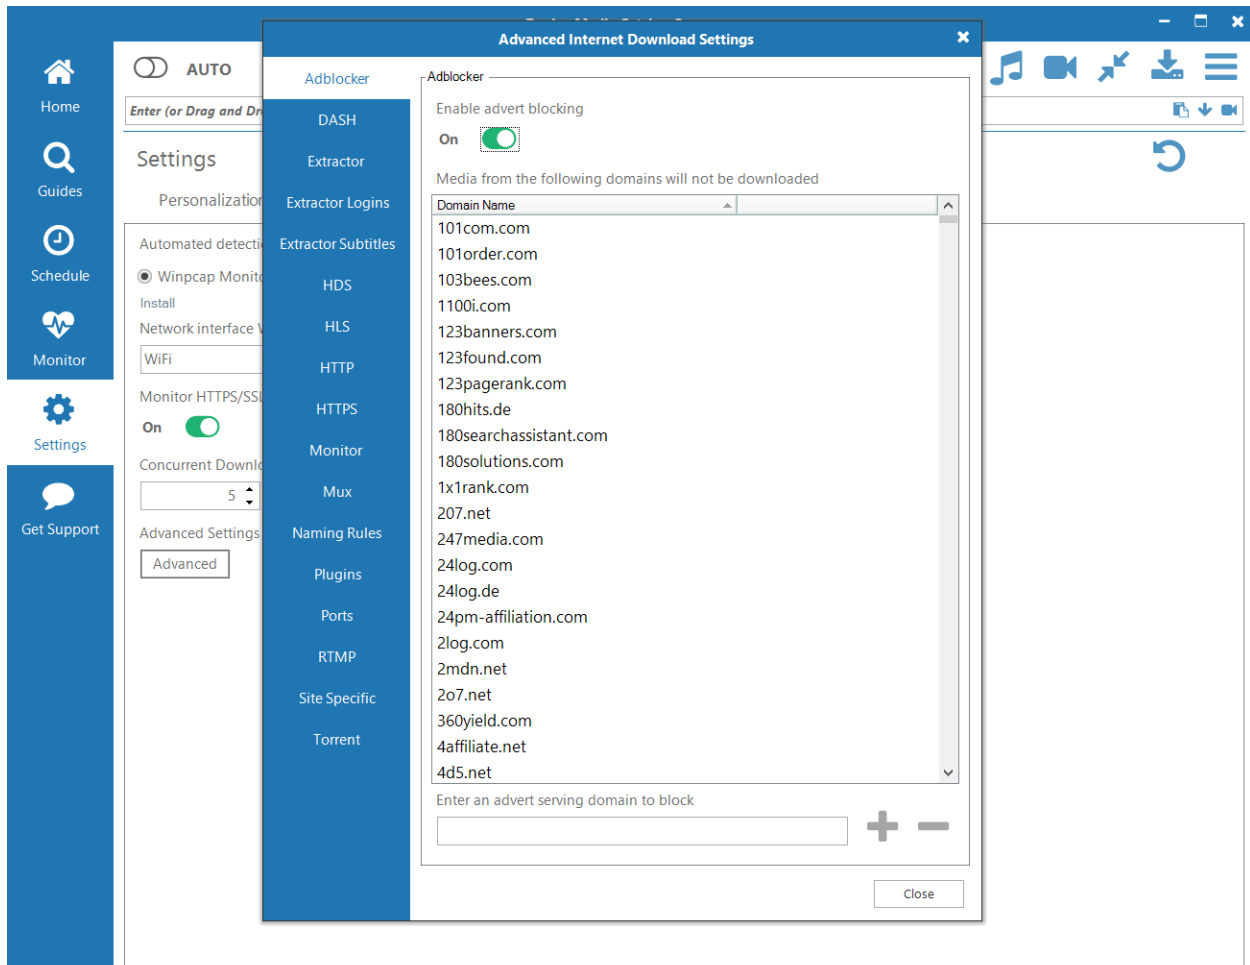 Advanced Internet Download Settings
Home
Guides
Schedule
Monitor
Settings
Get Support
AUTO
Enter (or Drag and Dr
Settings
Personalization
Automated detecti
Winpcap Monito
Install
Network interface
WiFi
Monitor HTTPS/SSL
On
Concurrent Downlo
5
Advanced Settings
Advanced
Adblocker
DASH
Extractor
Extractor Logins
Extractor Subtitles
HDS
HLS
HTTP
HTTPS
Monitor
Mux
Naming Rules
Plugins
Ports
RTMP
Site Specific
Torrent
Adblocker
Enable advert blocking
On
Media from the following domains will not be downloaded
Domain Name
101com.com
101order.com
103bees.com
1100i.com
123banners.com
123found.com
123pagerank.com
180hits.de
180searchassistant.com
180solutions.com
1x1rank.com
207.net
247media.com
24log.com
24log.de
24pm-affiliation.com
2log.com
2mdn.net
2o7.net
360yield.com
4affiliate.net
4d5.net
Enter an advert serving domain to block
Close